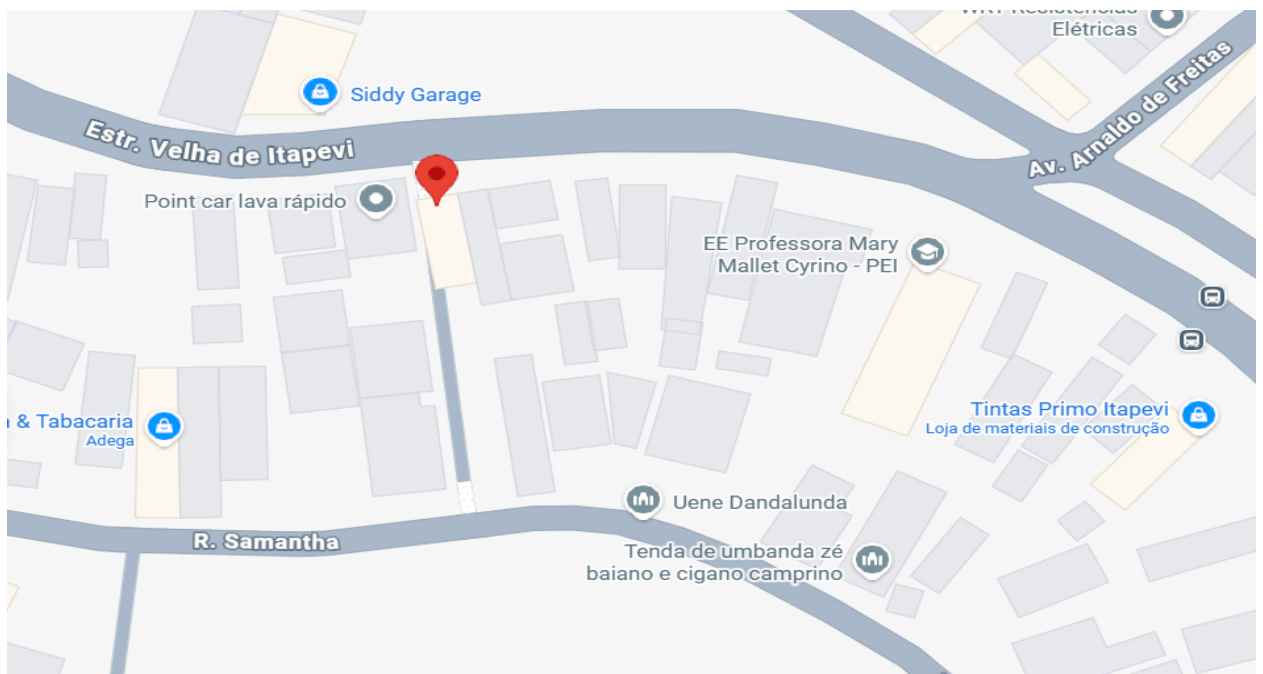 Elétricas
Siddy Garage
Estr. Velha de Itapevi
Av. Arnaldo de Freitas
Point car lava rápido
EE Professora Mary
Mallet Cyrino - PEI
& Tabacaria
Adega
Tintas Primo Itapevi
Loja de materiais de construção
Uene Dandalunda
R. Samantha
Tenda de umbanda zé
baiano e cigano camprino